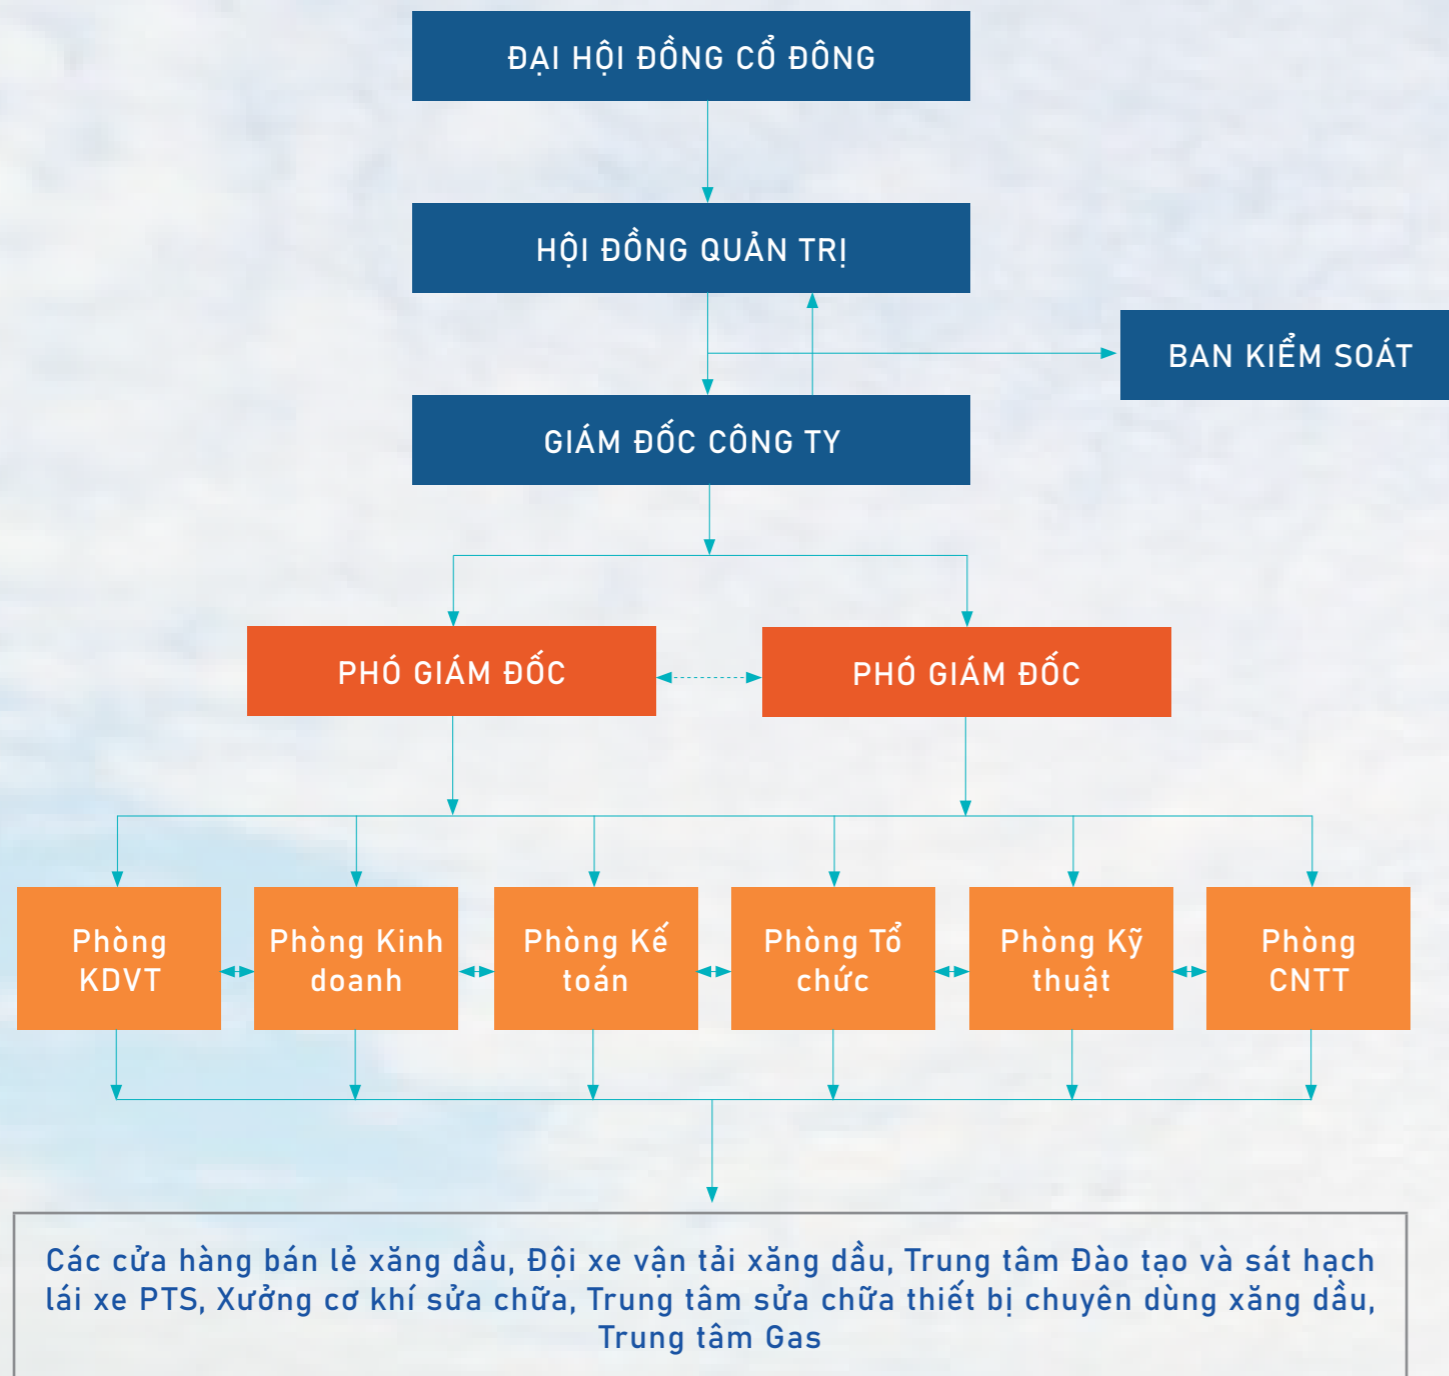 ĐẠI HỘI ĐỒNG CỔ ĐÔNG
HỘI ĐỒNG QUẢN TRỊ
BAN KIỂM SOÁT
GIÁM ĐỐC CÔNG TY
PHÓ GIÁM ĐỐC
PHÓ GIÁM ĐỐC
Phòng
KDVT
Phòng Kinh
doanh
Phòng Kế
toán
Phòng Tổ
chức
Phòng Kỹ
thuật
Phòng
CNTT
Các cửa hàng bán lẻ xăng dầu, Đội xe vận tải xăng dầu, Trung tâm Đào tạo và sát hạch
lái xe PTS, Xưởng cơ khí sửa chữa, Trung tâm sửa chữa thiết bị chuyên dùng xăng dầu,
Trung tâm Gas